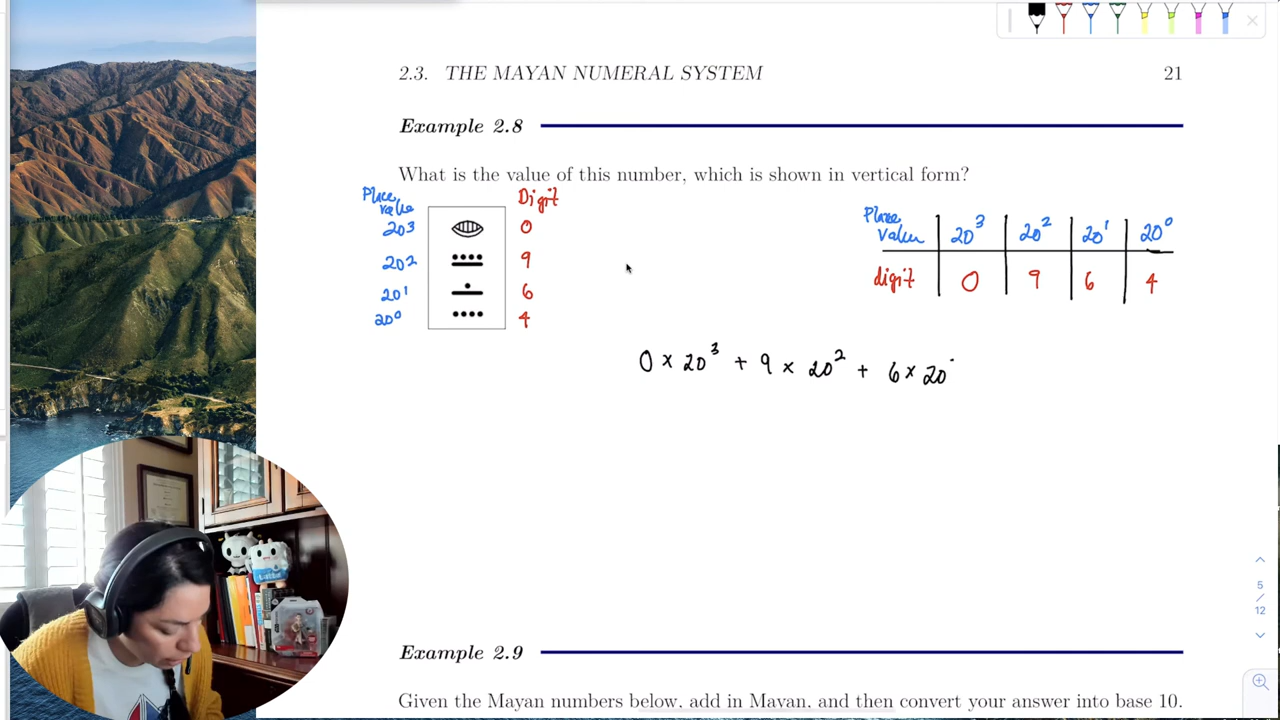 2.3. THE MAYAN NUMERAL SYSTEM 21
Example 2.8
What is the value of this number, which is shown in vertical form?
Place value Digit
20³ 0
20² 9
20¹ 6
20⁰ 4
Place value 20³ 20² 20¹ 20⁰
digit 0 9 6 4
0 × 20³ + 9 × 20² + 6 × 20
5
/
12
Example 2.9
Given the Mayan numbers below, add in Mayan, and then convert your answer into base 10.